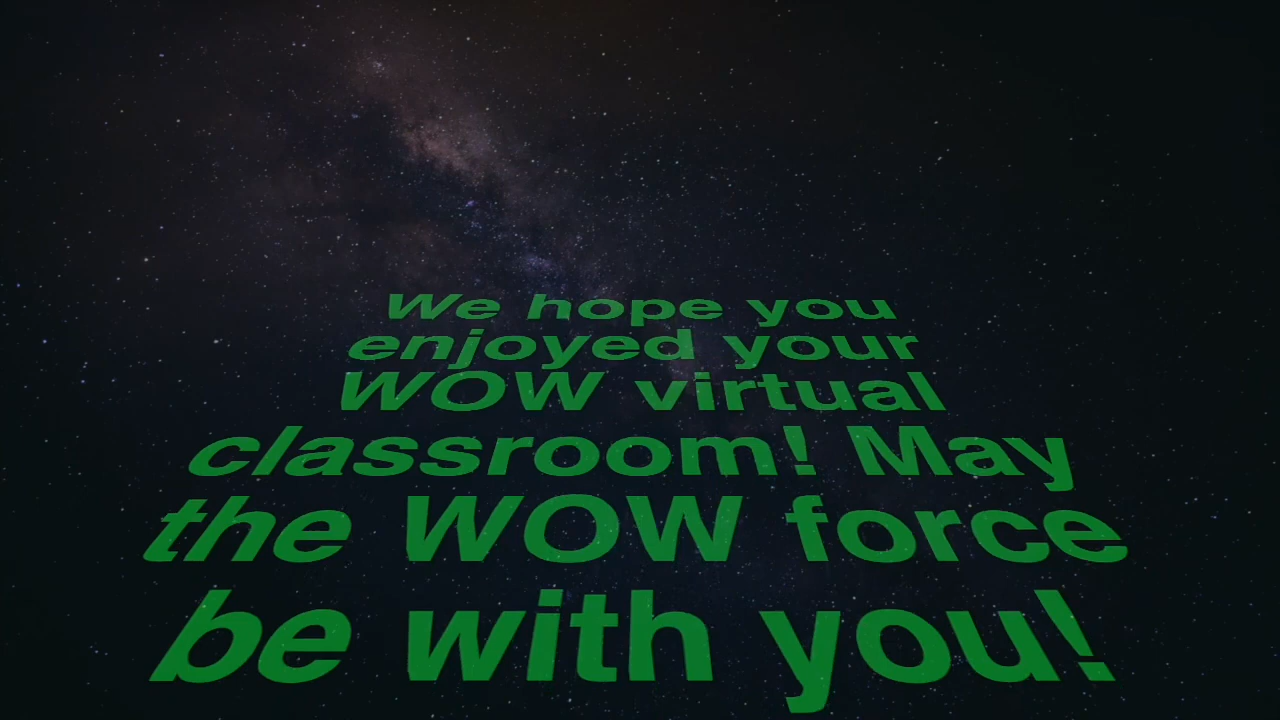 We hope you
enjoyed your
WOW virtual
classroom! May
the WOW force
be with you!